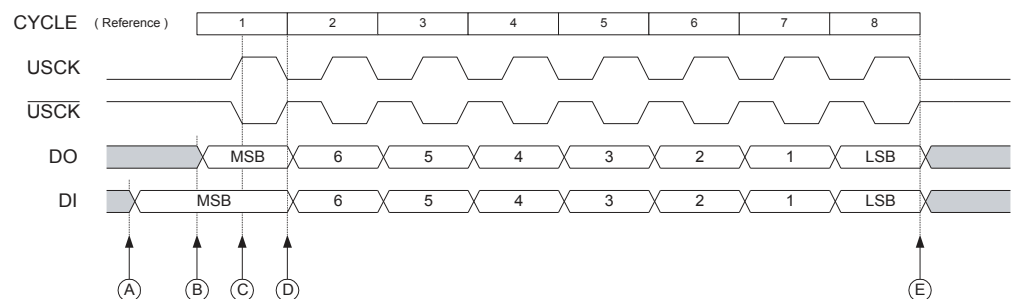 CYCLE ( Reference ) 1 2 3 4 5 6 7 8
USCK
USCK
DO MSB 6 5 4 3 2 1 LSB
DI MSB 6 5 4 3 2 1 LSB
A B C D E